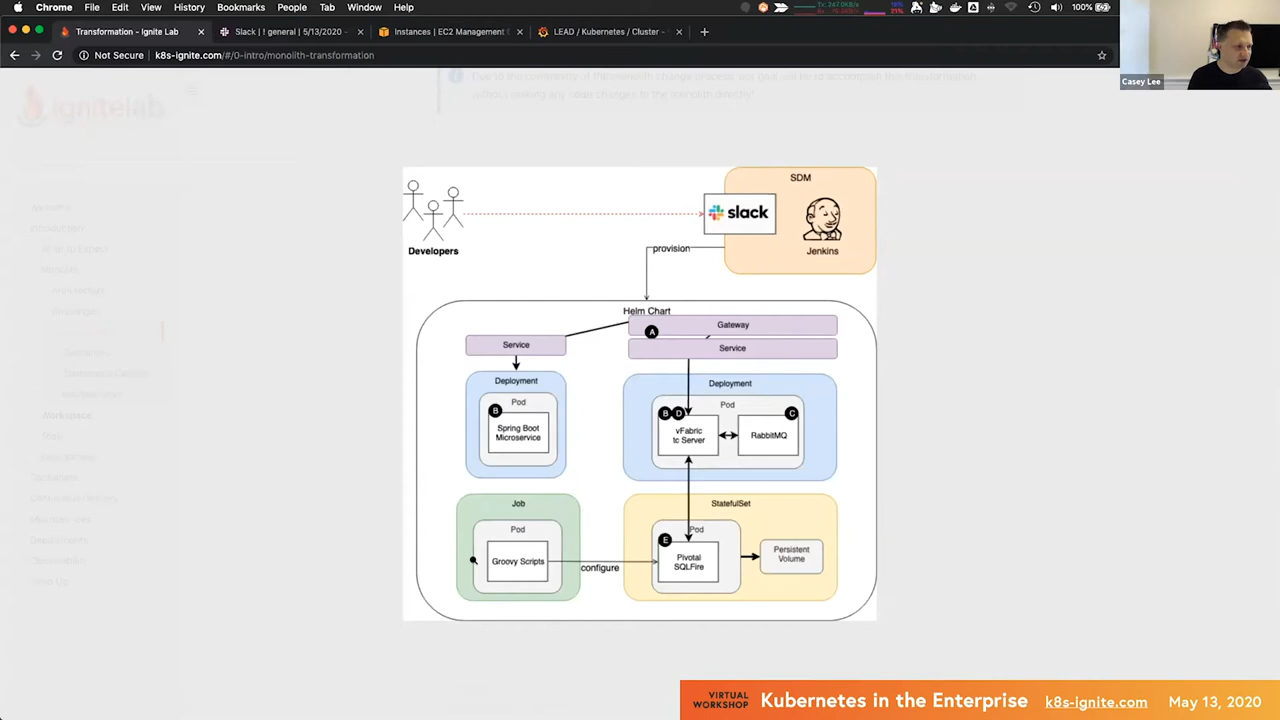 Chrome File Edit View History Bookmarks People Tab Window Help
100%
Transformation - Ignite Lab
Slack | ! general | 5/13/2020 -
Instances | EC2 Management C
LEAD / Kubernetes / Cluster -
Not Secure | k8s-ignite.com/#/0-intro/monolith-transformation
Casey Lee
ignitelab
SDM
slack
Jenkins
Developers
provision
Helm Chart
Gateway
A
Service
Service
Deployment
Pod
B
Spring Boot
Microservice
Deployment
Pod
B D
C
vFabric
tc Server
RabbitMQ
Job
Pod
Groovy Scripts
configure
StatefulSet
Pod
E
Pivotal
SQLFire
Persistent
Volume
Workspace
VIRTUAL
WORKSHOP
Kubernetes in the Enterprise
k8s-ignite.com
May 13, 2020